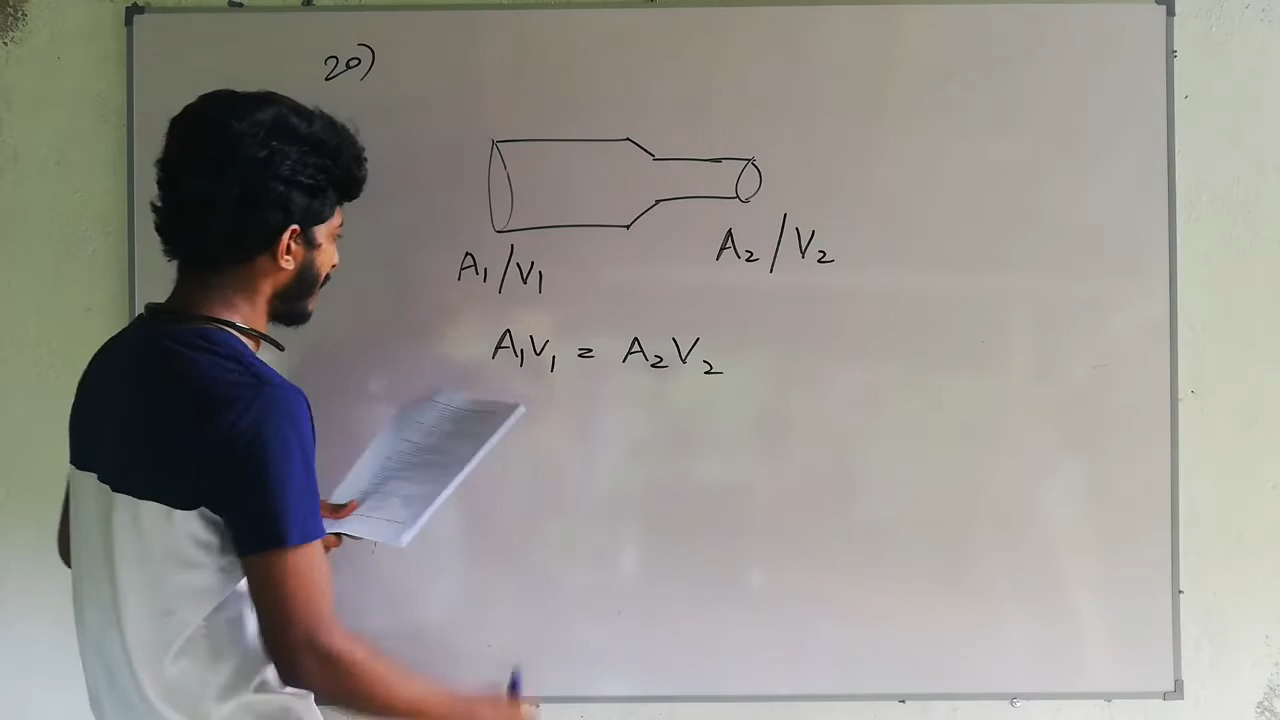 20)
A₁/V₁
A₂/V₂
A₁V₁ = A₂V₂